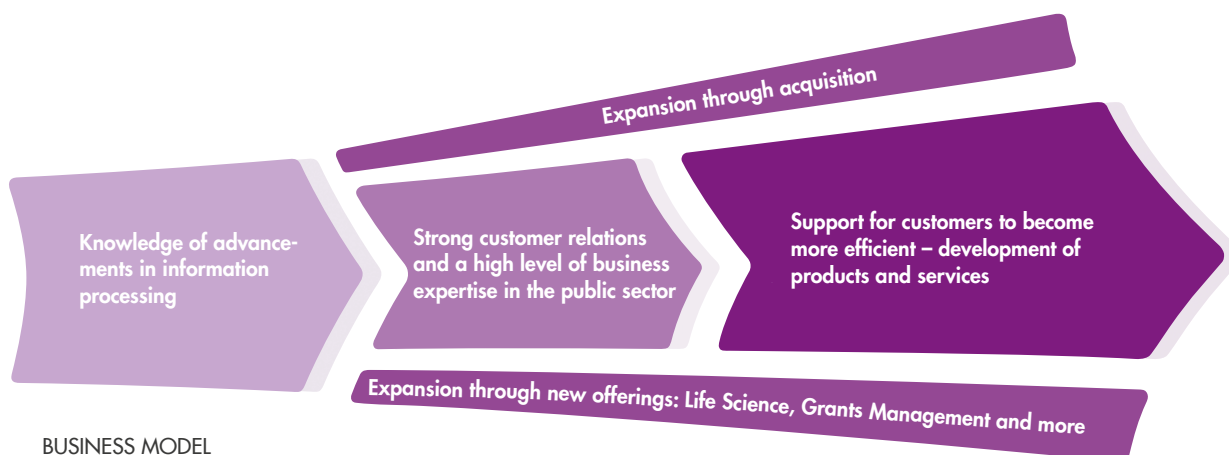 Expansion through acquisition
Knowledge of advance-
ments in information
processing
Strong customer relations
and a high level of business
expertise in the public sector
Support for customers to become
more efficient – development of
products and services
Expansion through new offerings: Life Science, Grants Management and more
BUSINESS MODEL